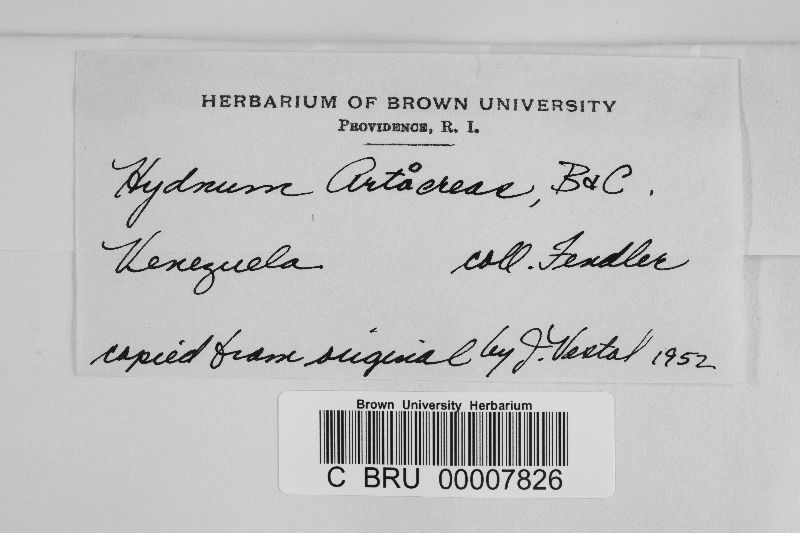 HERBARIUM OF BROWN UNIVERSITY
PROVIDENCE, R. I.
Hydnum Artåcreas, B&C.
Venezuela coll. Fendler
copied from original by J. Vestal 1952
Brown University Herbarium
C BRU 00007826